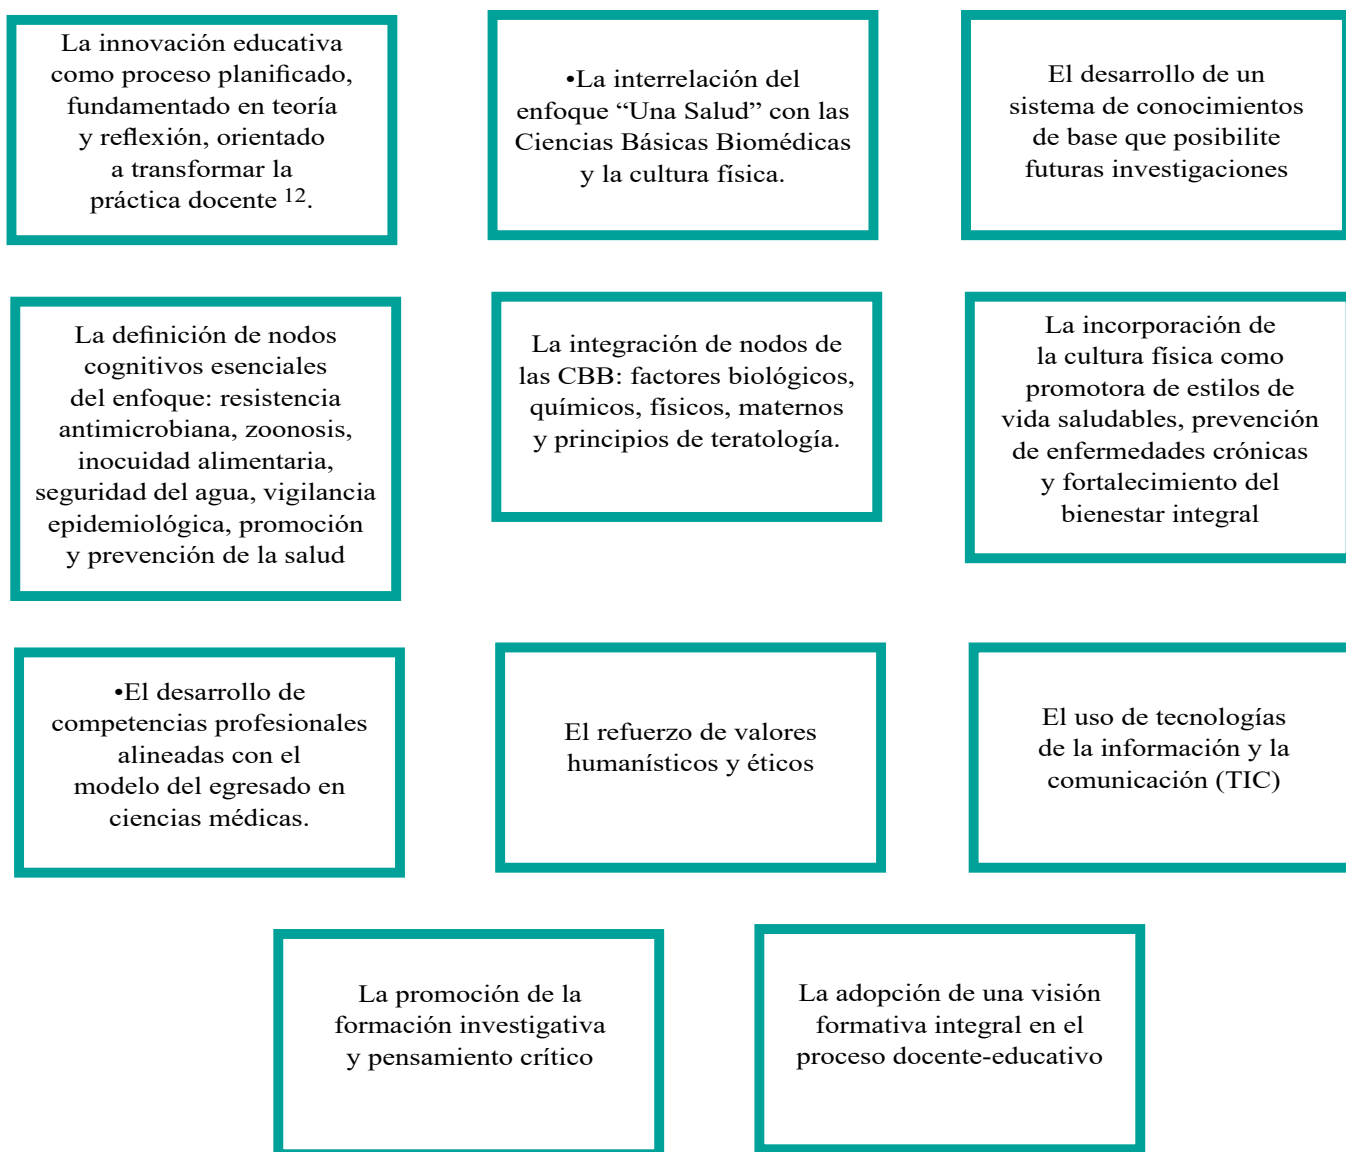 La innovación educativa
como proceso planificado,
fundamentado en teoría
y reflexión, orientado
a transformar la
práctica docente 12.
•La interrelación del
enfoque “Una Salud” con las
Ciencias Básicas Biomédicas
y la cultura física.
El desarrollo de un
sistema de conocimientos
de base que posibilite
futuras investigaciones
La definición de nodos
cognitivos esenciales
del enfoque: resistencia
antimicrobiana, zoonosis,
inocuidad alimentaria,
seguridad del agua, vigilancia
epidemiológica, promoción
y prevención de la salud
La integración de nodos de
las CBB: factores biológicos,
químicos, físicos, maternos
y principios de teratología.
La incorporación de
la cultura física como
promotora de estilos de
vida saludables, prevención
de enfermedades crónicas
y fortalecimiento del
bienestar integral
•El desarrollo de
competencias profesionales
alineadas con el
modelo del egresado en
ciencias médicas.
El refuerzo de valores
humanísticos y éticos
El uso de tecnologías
de la información y la
comunicación (TIC)
La promoción de la
formación investigativa
y pensamiento crítico
La adopción de una visión
formativa integral en el
proceso docente-educativo